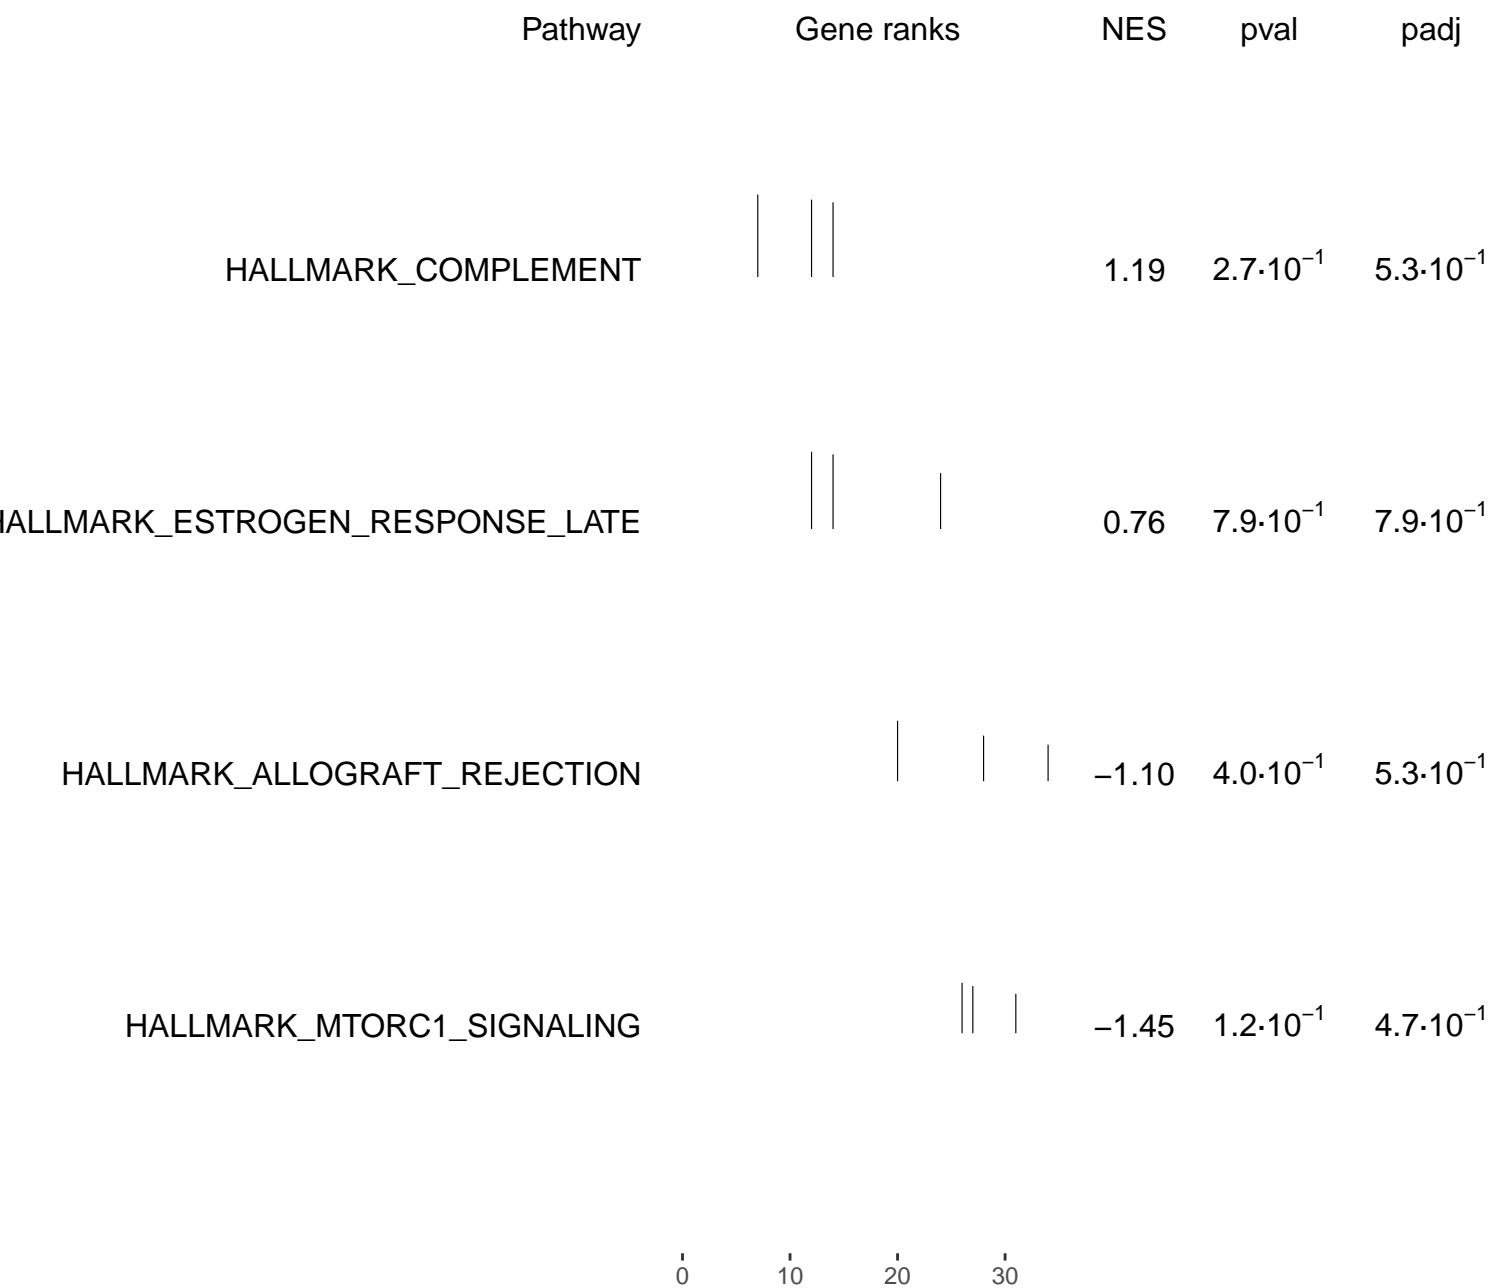 Pathway Gene ranks NES pval padj
HALLMARK_COMPLEMENT 1.19 2.7·10⁻¹ 5.3·10⁻¹
HALLMARK_ESTROGEN_RESPONSE_LATE 0.76 7.9·10⁻¹ 7.9·10⁻¹
HALLMARK_ALLOGRAFT_REJECTION −1.10 4.0·10⁻¹ 5.3·10⁻¹
HALLMARK_MTORC1_SIGNALING −1.45 1.2·10⁻¹ 4.7·10⁻¹
0 10 20 30